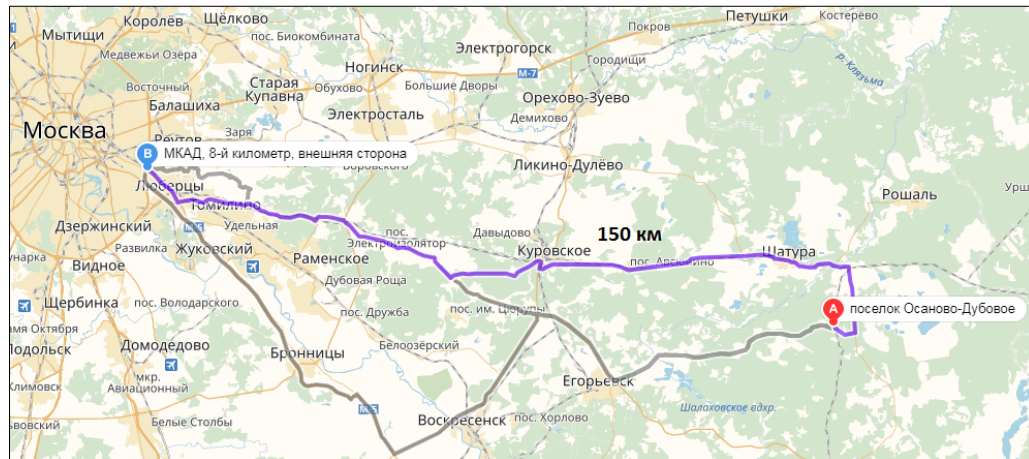 Королёв
Щёлково
Мытищи
пос. Биокомбината
Петушки
Костерево
Покров
Электрогорск
Городищи
р. Клязьма
Медвежьи Озёра
Ногинск
М-7
Восточный
Старая
Купавна
Обухово
Большие Дворы
Орехово-Зуево
Балашиха
Электросталь
Демихово
Москва
Заря
Реутов
МКАД, 8-й километр, внешняя сторона
B
Ликино-Дулёво
Люберцы
Рошаль
Томилино
Дзержинский
Удельная
пос.
Электроизолятор
Давыдово
150 км
Развилка
Жуковский
Куровское
Шатура
Видное
Раменское
Дубовая Роща
Щербинка
пос. Володарского
пос. им. Цюрупы
A
поселок Осаново-Дубовое
пос. Дружба
Домодедово
Белоозёрский
Бронницы
мкр.
Авиационный
Егорьевск
Климовск
М-5
Белые Столбы
Воскресенск
пос. Хорлово
Шалаховское вдхр.